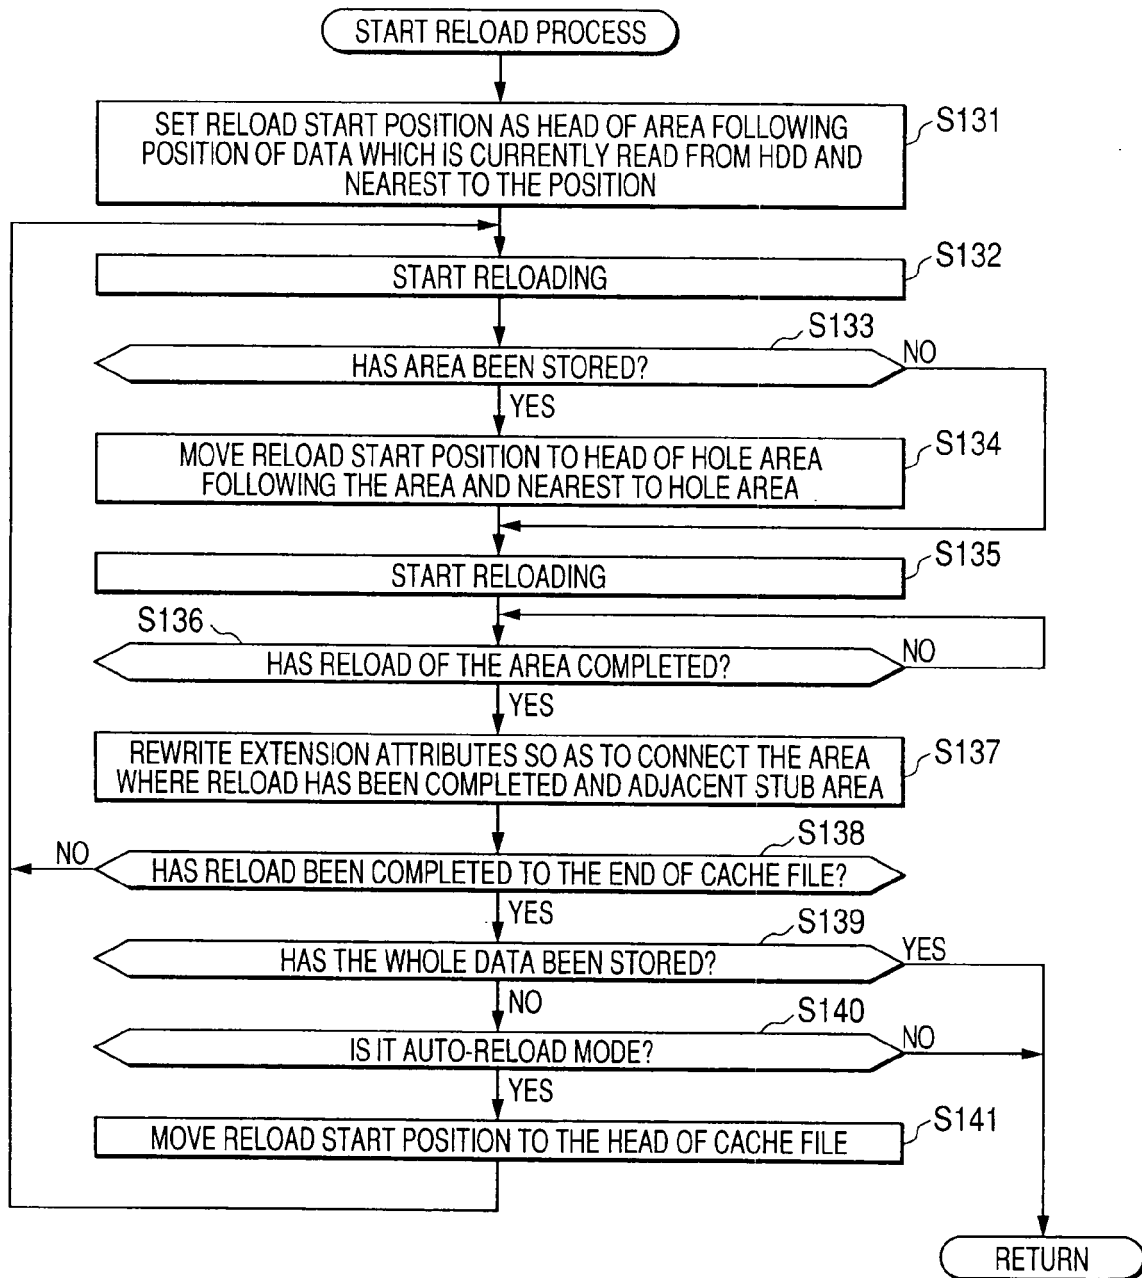 START RELOAD PROCESS
SET RELOAD START POSITION AS HEAD OF AREA FOLLOWING
POSITION OF DATA WHICH IS CURRENTLY READ FROM HDD AND
NEAREST TO THE POSITION
S131
START RELOADING
S132
HAS AREA BEEN STORED?
S133
NO
YES
MOVE RELOAD START POSITION TO HEAD OF HOLE AREA
FOLLOWING THE AREA AND NEAREST TO HOLE AREA
S134
START RELOADING
S135
S136
HAS RELOAD OF THE AREA COMPLETED?
NO
YES
REWRITE EXTENSION ATTRIBUTES SO AS TO CONNECT THE AREA
WHERE RELOAD HAS BEEN COMPLETED AND ADJACENT STUB AREA
S137
NO
HAS RELOAD BEEN COMPLETED TO THE END OF CACHE FILE?
S138
YES
HAS THE WHOLE DATA BEEN STORED?
S139
YES
NO
IS IT AUTO-RELOAD MODE?
S140
NO
YES
MOVE RELOAD START POSITION TO THE HEAD OF CACHE FILE
S141
RETURN